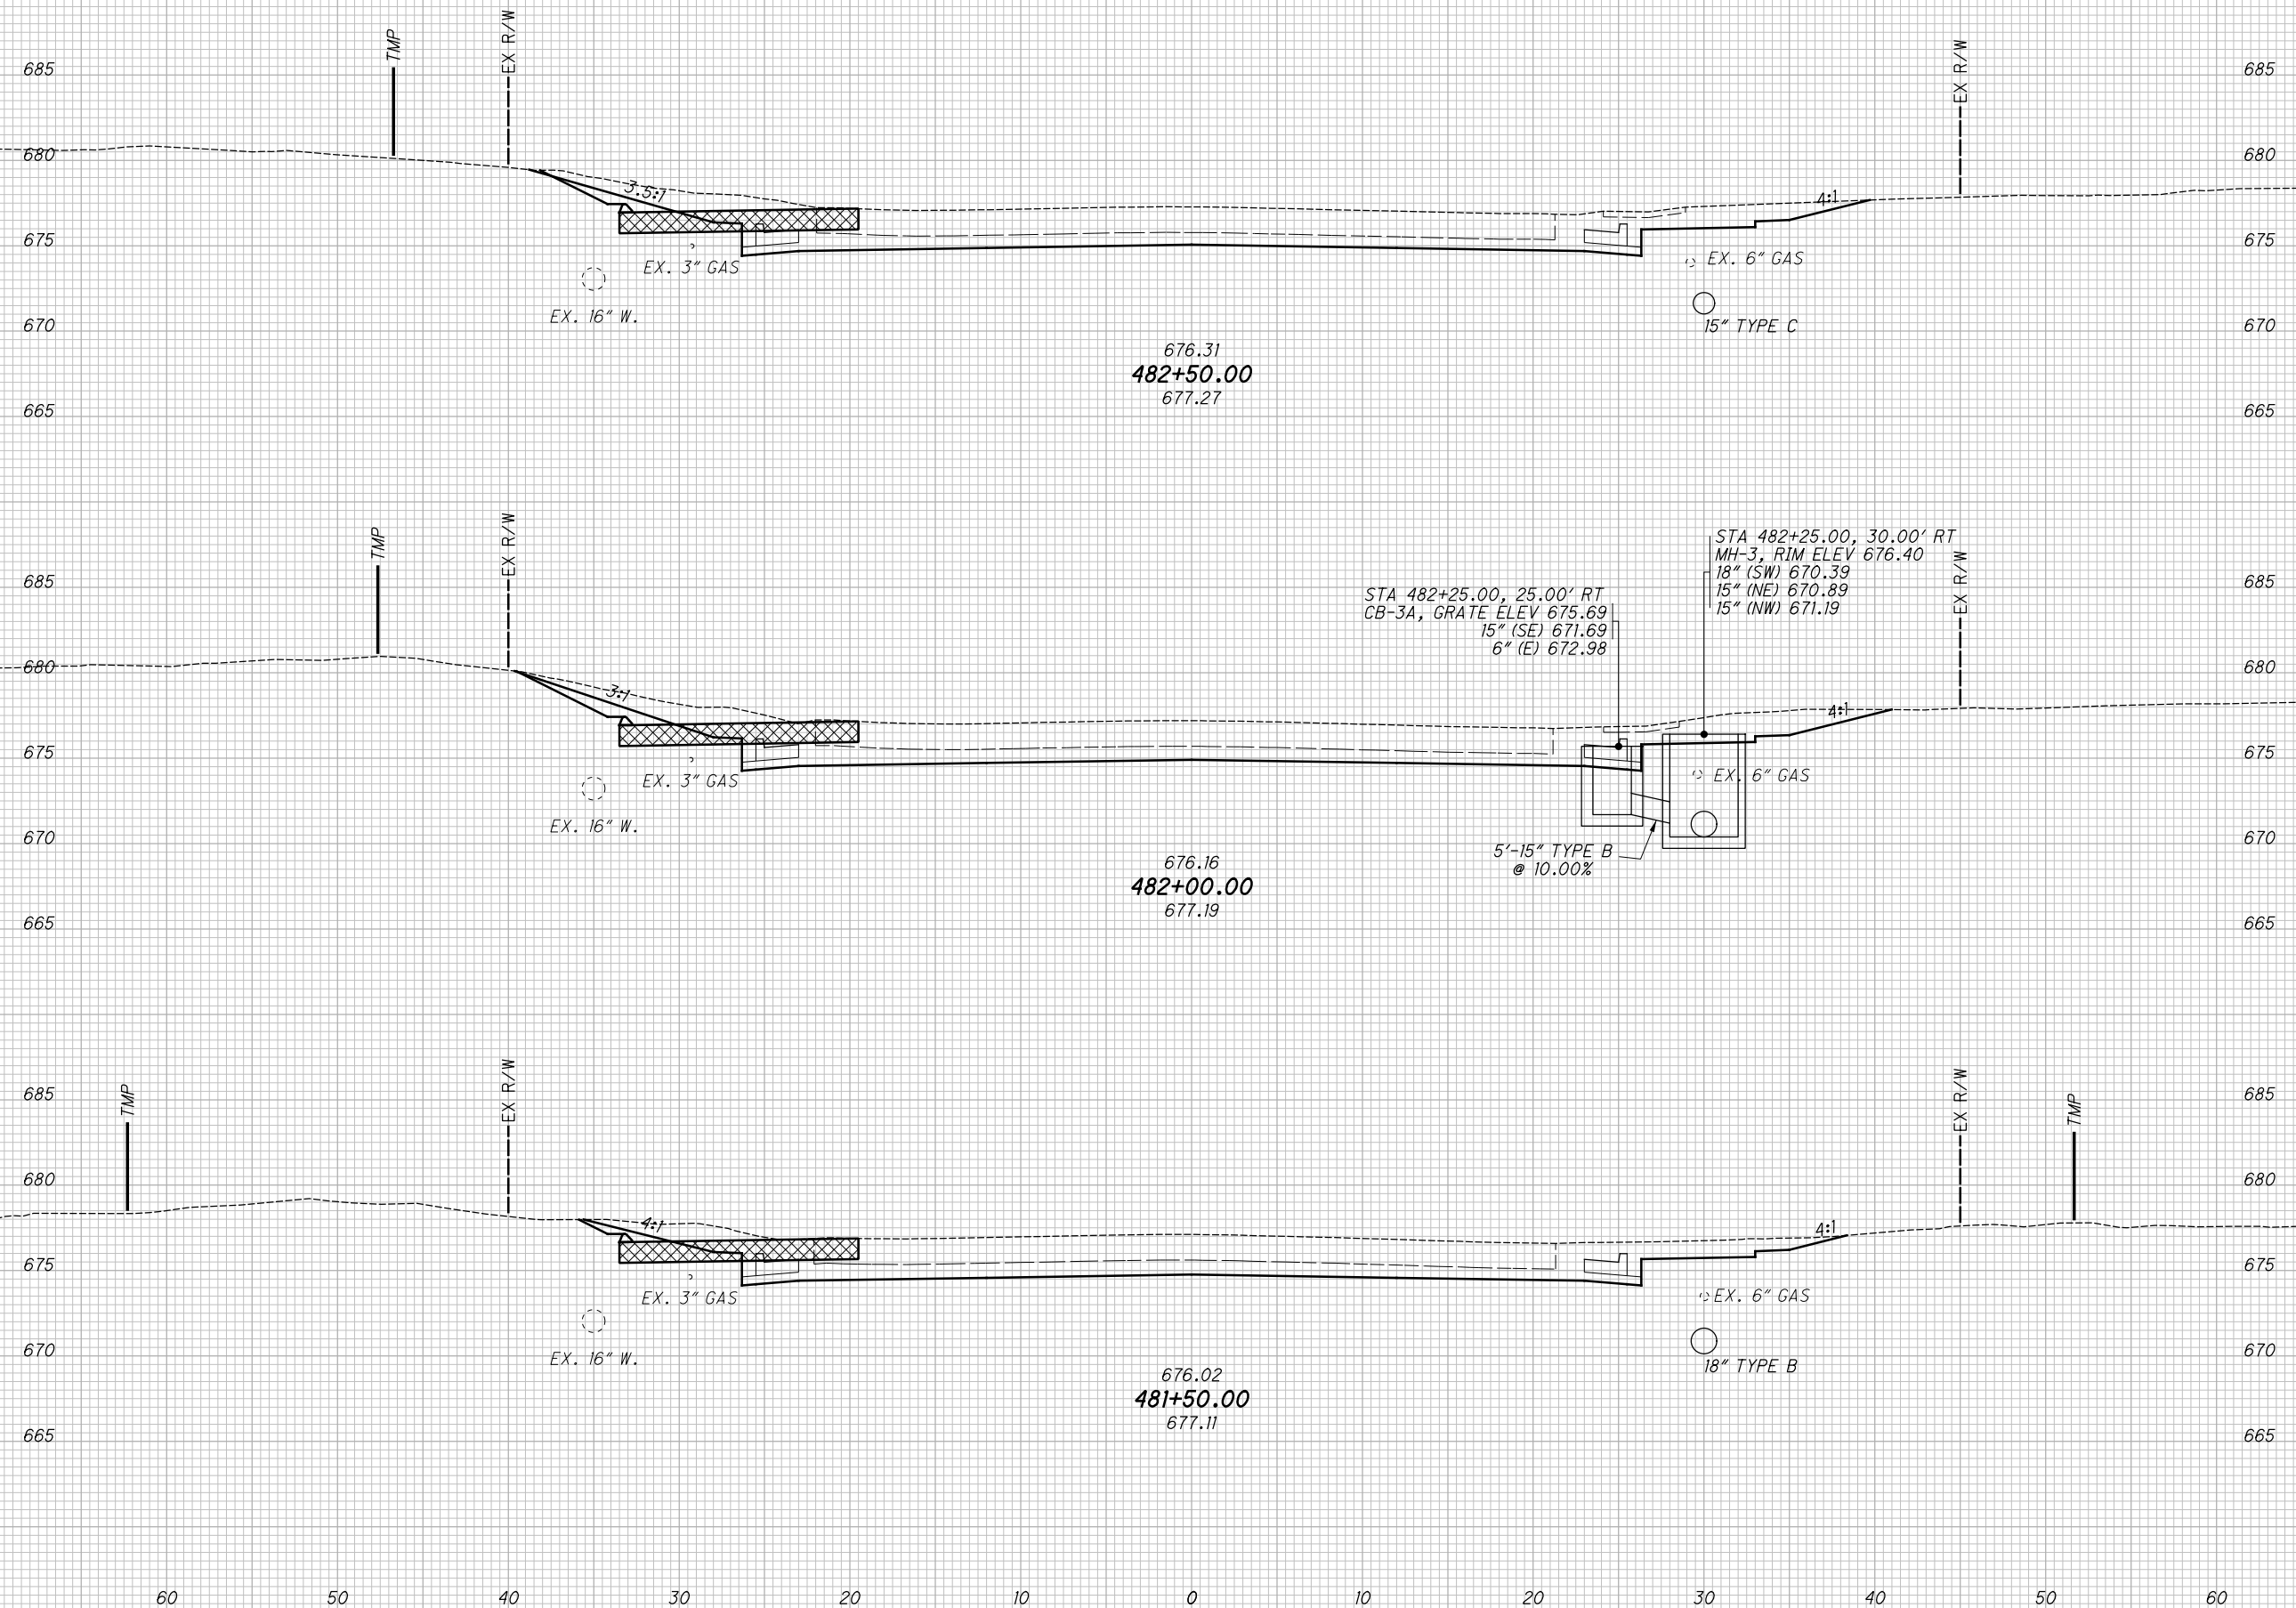 TMP
EX R/W
EX R/W
685
685
680
680
3.5:1
4:1
675
675
EX. 3" GAS
EX. 6" GAS
EX. 16" W.
15" TYPE C
670
670
676.31
482+50.00
677.27
665
665
TMP
EX R/W
EX R/W
STA 482+25.00, 30.00' RT
MH-3, RIM ELEV 676.40
18" (SW) 670.39
15" (NE) 670.89
15" (NW) 671.19
STA 482+25.00, 25.00' RT
CB-3A, GRATE ELEV 675.69
15" (SE) 671.69
6" (E) 672.98
685
685
680
680
3:1
4:1
675
675
EX. 3" GAS
EX. 6" GAS
EX. 16" W.
670
670
5'-15" TYPE B
@ 10.00%
676.16
482+00.00
677.19
665
665
TMP
EX R/W
EX R/W
TMP
685
685
680
680
4:1
4:1
675
675
EX. 3" GAS
EX. 6" GAS
EX. 16" W.
18" TYPE B
670
670
676.02
481+50.00
677.11
665
665
60 50 40 30 20 10 0 10 20 30 40 50 60